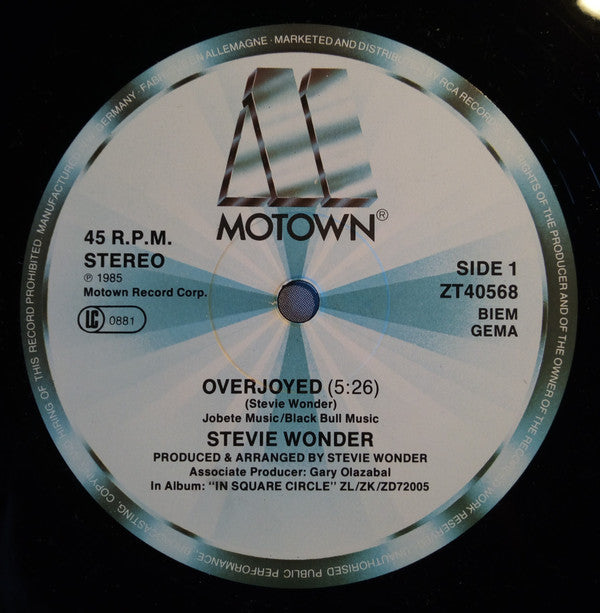 MOTOWN®
45 R.P.M.
STEREO
℗ 1985
Motown Record Corp.
LC 0881
SIDE 1
ZT40568
BIEM
GEMA
OVERJOYED (5:26)
(Stevie Wonder)
Jobete Music/Black Bull Music
STEVIE WONDER
PRODUCED & ARRANGED BY STEVIE WONDER
Associate Producer: Gary Olazabal
In Album: "IN SQUARE CIRCLE" ZL/ZK/ZD72005
GERMANY · FABRIQUÉ EN ALLEMAGNE · MARKETED AND DISTRIBUTED BY RCA RECORDS
RIGHTS OF THE PRODUCER AND OF THE OWNER OF THE RECORDED WORK RESERVED. UNAUTHORISED PUBLIC PERFORMANCE, BROADCASTING, COPYING, HIRING OF THIS RECORD PROHIBITED. MANUFACTURED